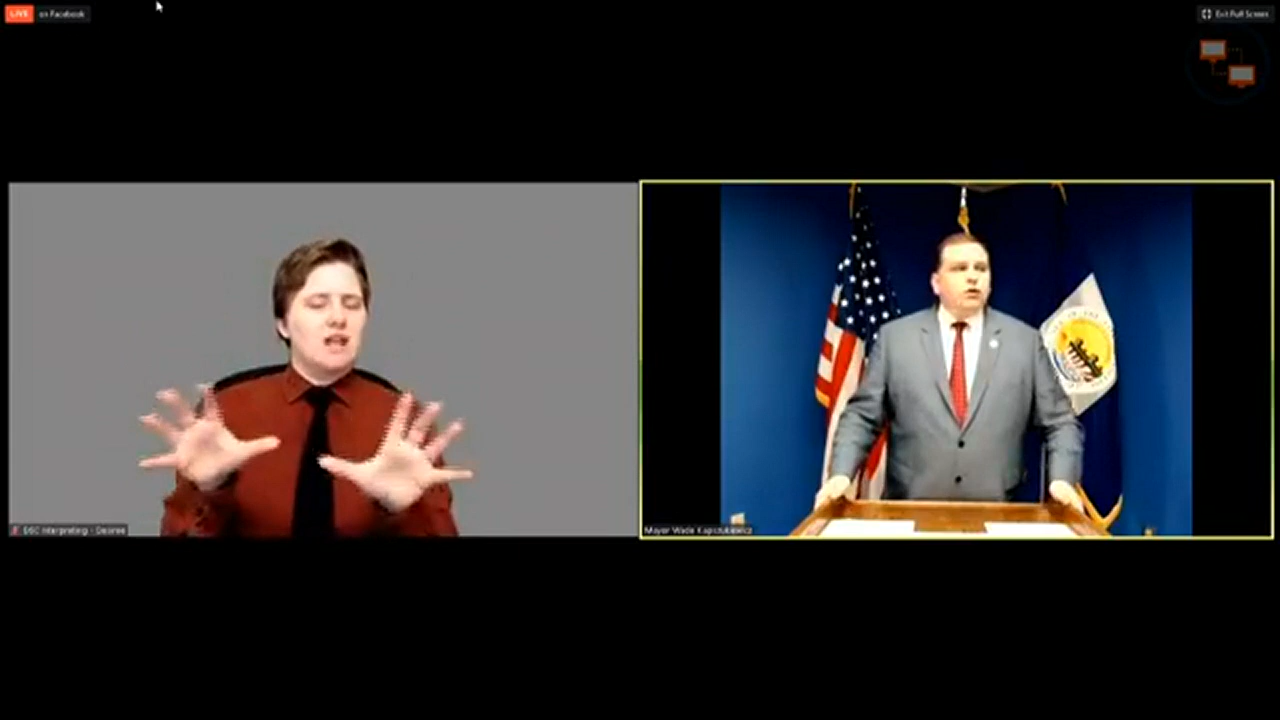 LIVE
on Facebook
Exit Full Screen
DSC Interpreting - Desiree
Mayor Wade Kapszukiewicz